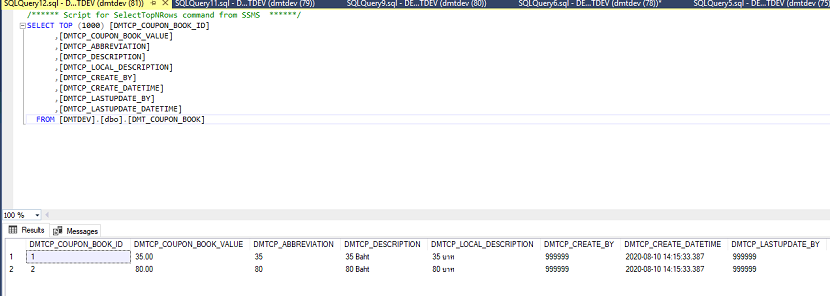 SQLQuery12.sql - D...TDEV (dmtdev (81)) SQLQuery11.sql - D...TDEV (dmtdev (79)) SQLQuery9.sql - DE...TDEV (dmtdev (80)) SQLQuery6.sql - DE...TDEV (dmtdev (78))* SQLQuery5.sql - DE...TDEV (dmtdev (75)
/****** Script for SelectTopNRows command from SSMS ******/
SELECT TOP (1000) [DMTCP_COUPON_BOOK_ID]
,[DMTCP_COUPON_BOOK_VALUE]
,[DMTCP_ABBREVIATION]
,[DMTCP_DESCRIPTION]
,[DMTCP_LOCAL_DESCRIPTION]
,[DMTCP_CREATE_BY]
,[DMTCP_CREATE_DATETIME]
,[DMTCP_LASTUPDATE_BY]
,[DMTCP_LASTUPDATE_DATETIME]
FROM [DMTDEV].[dbo].[DMT_COUPON_BOOK]
100 %
Results Messages
DMTCP_COUPON_BOOK_ID DMTCP_COUPON_BOOK_VALUE DMTCP_ABBREVIATION DMTCP_DESCRIPTION DMTCP_LOCAL_DESCRIPTION DMTCP_CREATE_BY DMTCP_CREATE_DATETIME DMTCP_LASTUPDATE_BY
1 1 35.00 35 35 Baht 35 บาท 999999 2020-08-10 14:15:33.387 999999
2 2 80.00 80 80 Baht 80 บาท 999999 2020-08-10 14:15:33.387 999999